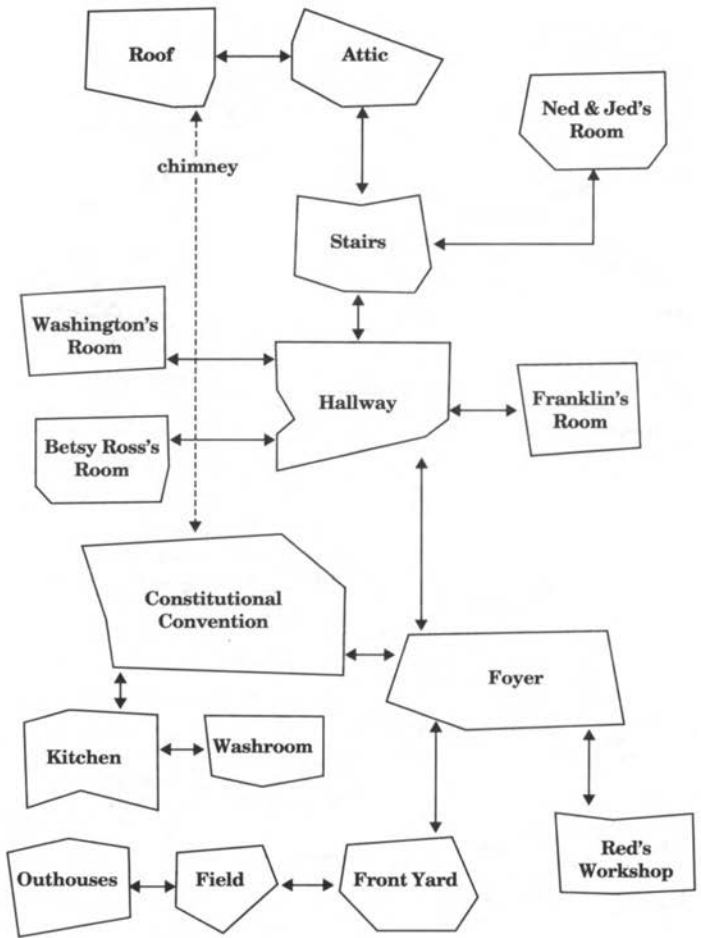 Roof
Attic
Ned & Jed's
Room
chimney
Stairs
Washington's
Room
Hallway
Franklin's
Room
Betsy Ross's
Room
Constitutional
Convention
Foyer
Kitchen
Washroom
Red's
Workshop
Outhouses
Field
Front Yard